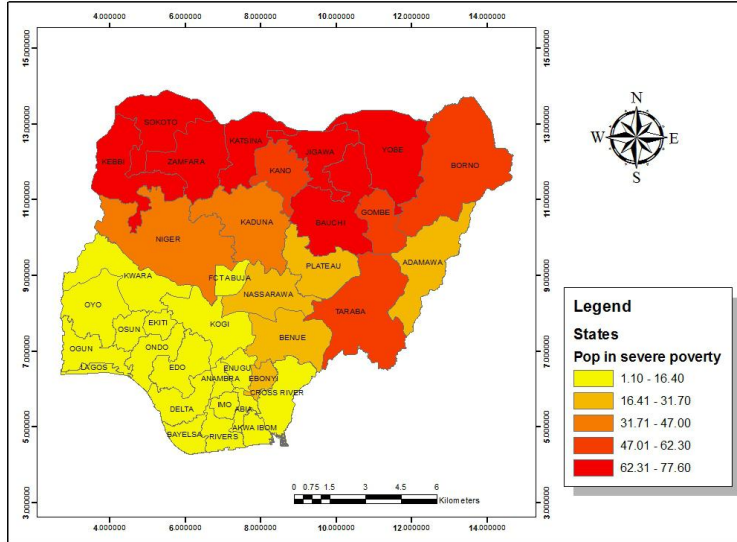 4.000000 6.000000 8.000000 10.000000 12.000000 14.000000
15.000000
13.000000
11.000000
9.000000
7.000000
5.000000
3.000000
15.000000
13.000000
11.000000
9.000000
7.000000
5.000000
3.000000
N
W E
S
SOKOTO
KATSINA
JIGAWA
YOBE
KEBBI
ZAMFARA
KANO
BORNO
BAUCHI
GOMBE
KADUNA
NIGER
PLATEAU
ADAMAWA
KWARA
FCT ABUJA
NASSARAWA
OYO
TARABA
EKITI
KOGI
OSUN
BENUE
OGUN
ONDO
LAGOS
EDO
ENUGU
ANAMBRA
EBONYI
CROSS RIVER
DELTA
IMO
ABIA
BAYELSA
RIVERS
AKWA IBOM
Legend
States
Pop in severe poverty
1.10 - 16.40
16.41 - 31.70
31.71 - 47.00
47.01 - 62.30
62.31 - 77.60
0 0.75 1.5 3 4.5 6
Kilometers
4.000000 6.000000 8.000000 10.000000 12.000000 14.000000